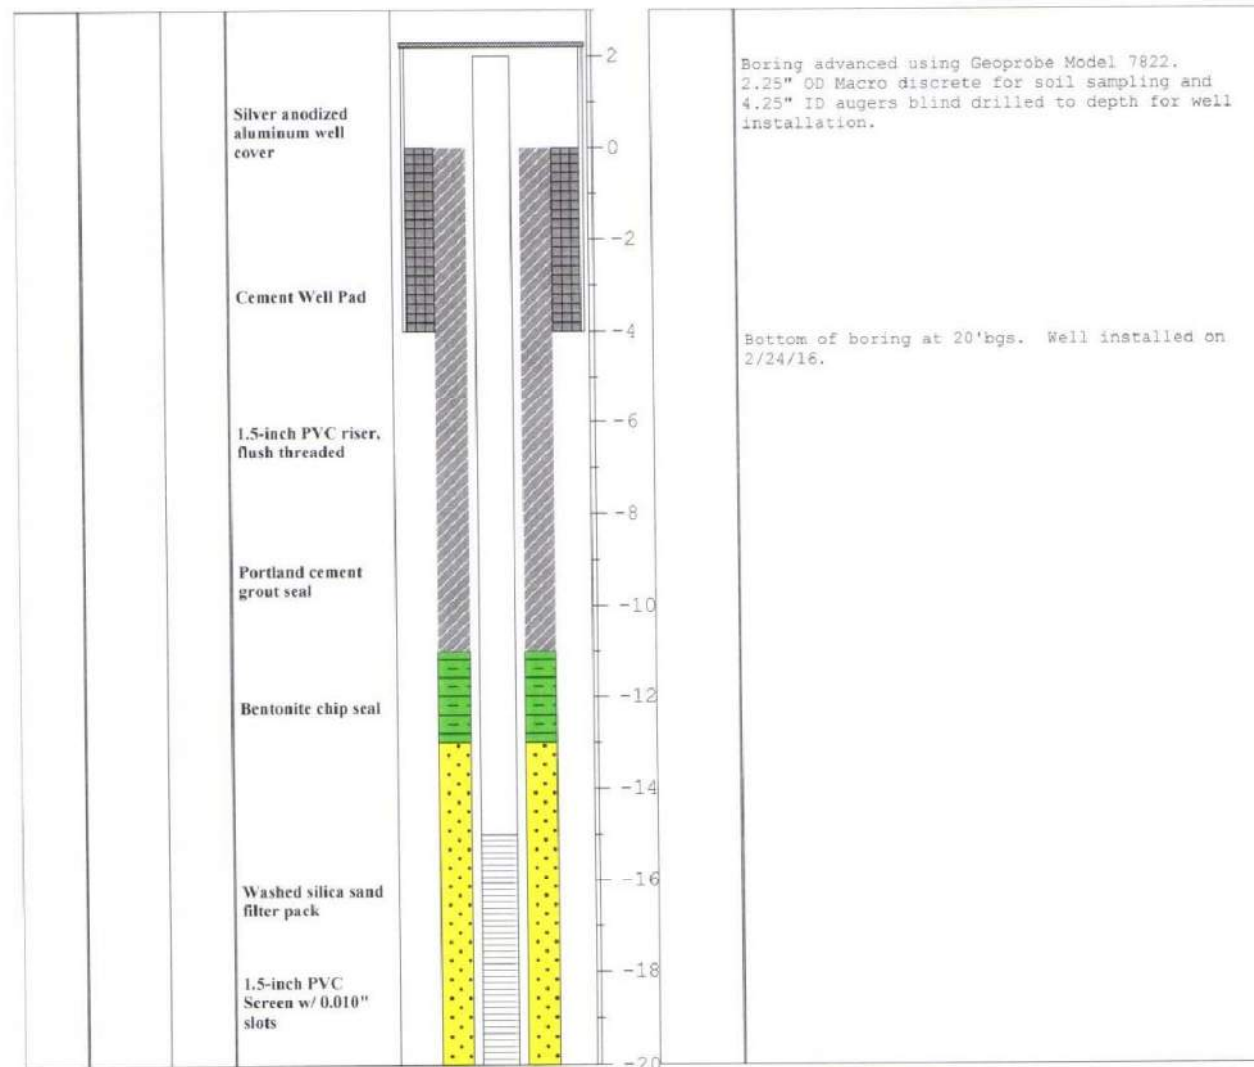 Silver anodized
aluminum well
cover
Cement Well Pad
1.5-inch PVC riser,
flush threaded
Portland cement
grout seal
Bentonite chip seal
Washed silica sand
filter pack
1.5-inch PVC
Screen w/ 0.010"
slots
2
0
-2
-4
-6
-8
-10
-12
-14
-16
-18
-20
Boring advanced using Geoprobe Model 7822.
2.25" OD Macro discrete for soil sampling and
4.25" ID augers blind drilled to depth for well
installation.
Bottom of boring at 20'bgs.  Well installed on
2/24/16.